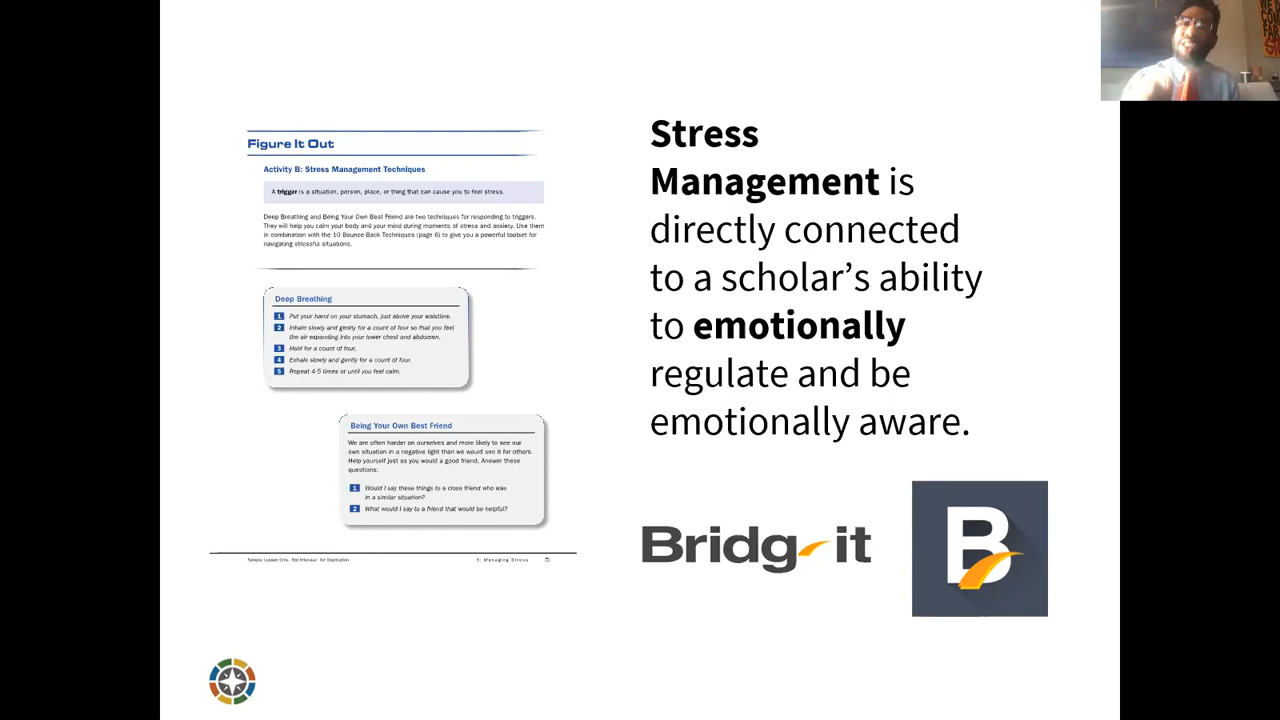 Figure It Out
Activity B: Stress Management Techniques
A trigger is a situation, person, place, or thing that can cause you to feel stress.
Deep Breathing and Being Your Own Best Friend are two techniques for responding to triggers.
They will help you calm your body and your mind during moments of stress and anxiety. Use them
in combination with the 10 Bounce Back Techniques (page 6) to give you a powerful toolset for
navigating stressful situations.
Deep Breathing
1 Put your hand on your stomach, just above your waistline.
2 Inhale slowly and gently for a count of four so that you feel
the air expanding into your lower chest and abdomen.
3 Hold for a count of four.
4 Exhale slowly and gently for a count of four.
5 Repeat 4-5 times or until you feel calm.
Being Your Own Best Friend
We are often harder on ourselves and more likely to see our
own situation in a negative light than we would see it for others.
Help yourself just as you would a good friend. Answer these
questions:
1 Would I say these things to a close friend who was
in a similar situation?
2 What would I say to a friend that would be helpful?
Sample Lesson Only - Not Intended for Duplication
5: Managing Stress
5
Stress
Management is
directly connected
to a scholar’s ability
to emotionally
regulate and be
emotionally aware.
Bridg-it
B